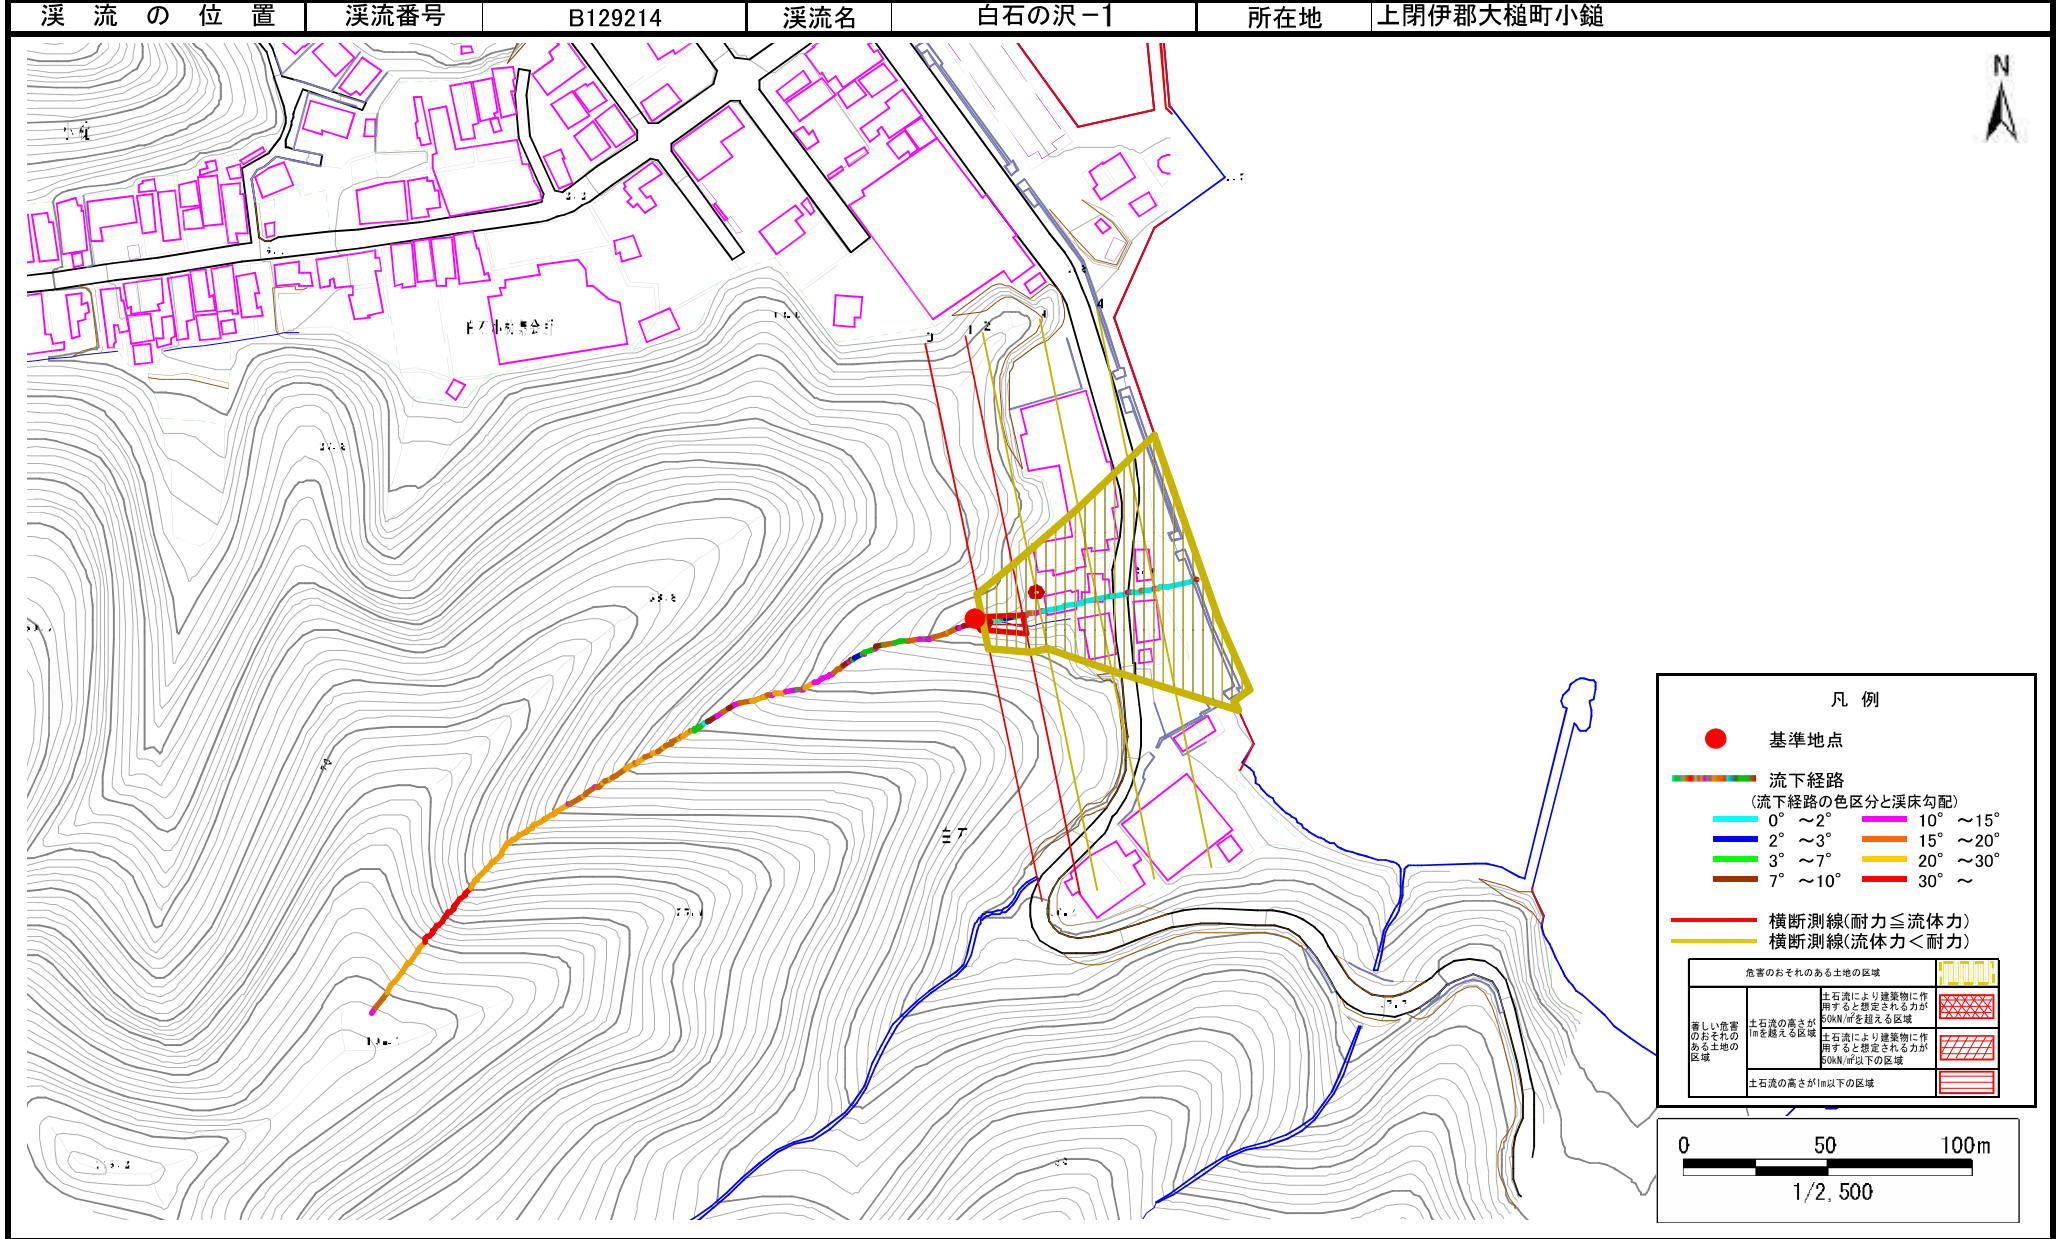 溪流の位置 溪流番号 B129214 溪流名 白石の沢－1 所在地 上閉伊郡大槌町小鎚
N
0 1 2
4
凡 例
基準地点
流下経路
(流下経路の色区分と渓床勾配)
0° ～2° 10° ～15°
2° ～3° 15° ～20°
3° ～7° 20° ～30°
7° ～10° 30° ～
横断測線(耐力≦流体力)
横断測線(流体力＜耐力)
危害のおそれのある土地の区域
著しい危害のおそれのある土地の区域
土石流の高さが1mを越える区域
土石流により建築物に作用すると想定される力が50kN/㎡を超える区域
土石流により建築物に作用すると想定される力が50kN/㎡以下の区域
土石流の高さが1m以下の区域
0 50 100m
1/2,500